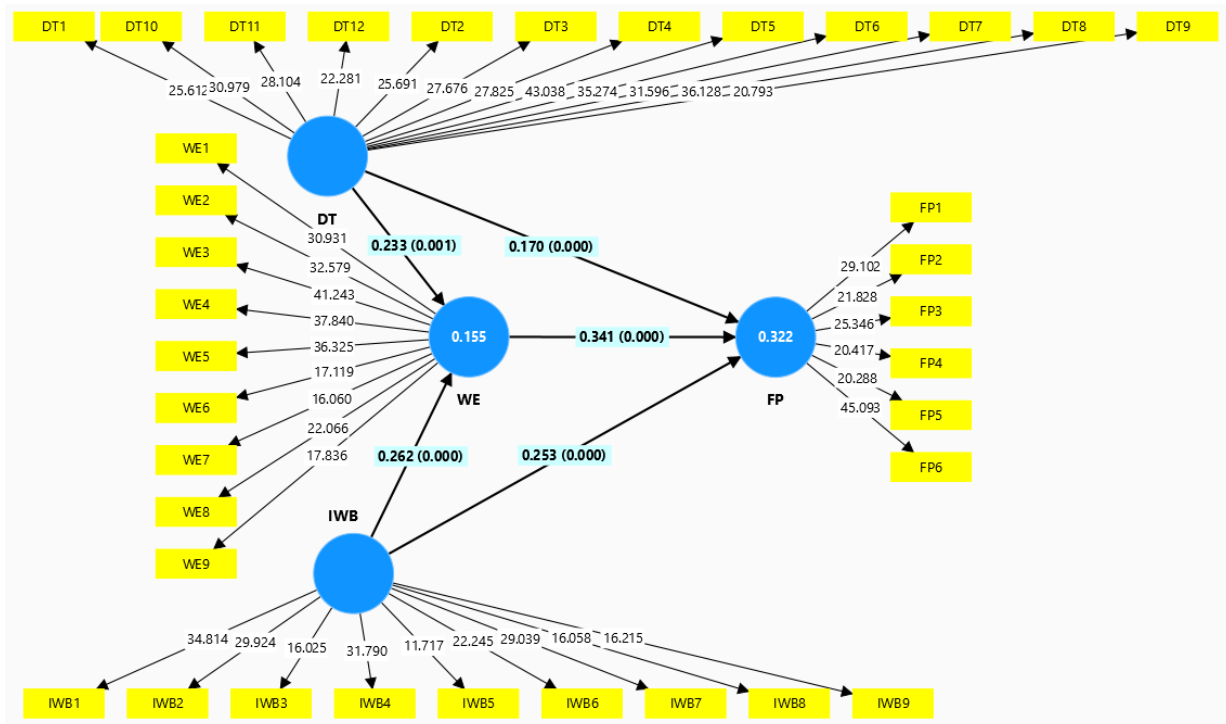 DT1 DT10 DT11 DT12 DT2 DT3 DT4 DT5 DT6 DT7 DT8 DT9
25.612 30.979 28.104 22.281 25.691 27.676 27.825 43.038 35.274 31.596 36.128 20.793
WE1
WE2
WE3
WE4
WE5
WE6
WE7
WE8
WE9
30.931
32.579
41.243
37.840
36.325
17.119
16.060
22.066
17.836
DT
0.233 (0.001)
0.170 (0.000)
0.155
WE
0.341 (0.000)
0.322
FP
0.262 (0.000)
0.253 (0.000)
IWB
FP1
FP2
FP3
FP4
FP5
FP6
29.102
21.828
25.346
20.417
20.288
45.093
34.814 29.924 16.025 31.790 11.717 22.245 29.039 16.058 16.215
IWB1 IWB2 IWB3 IWB4 IWB5 IWB6 IWB7 IWB8 IWB9